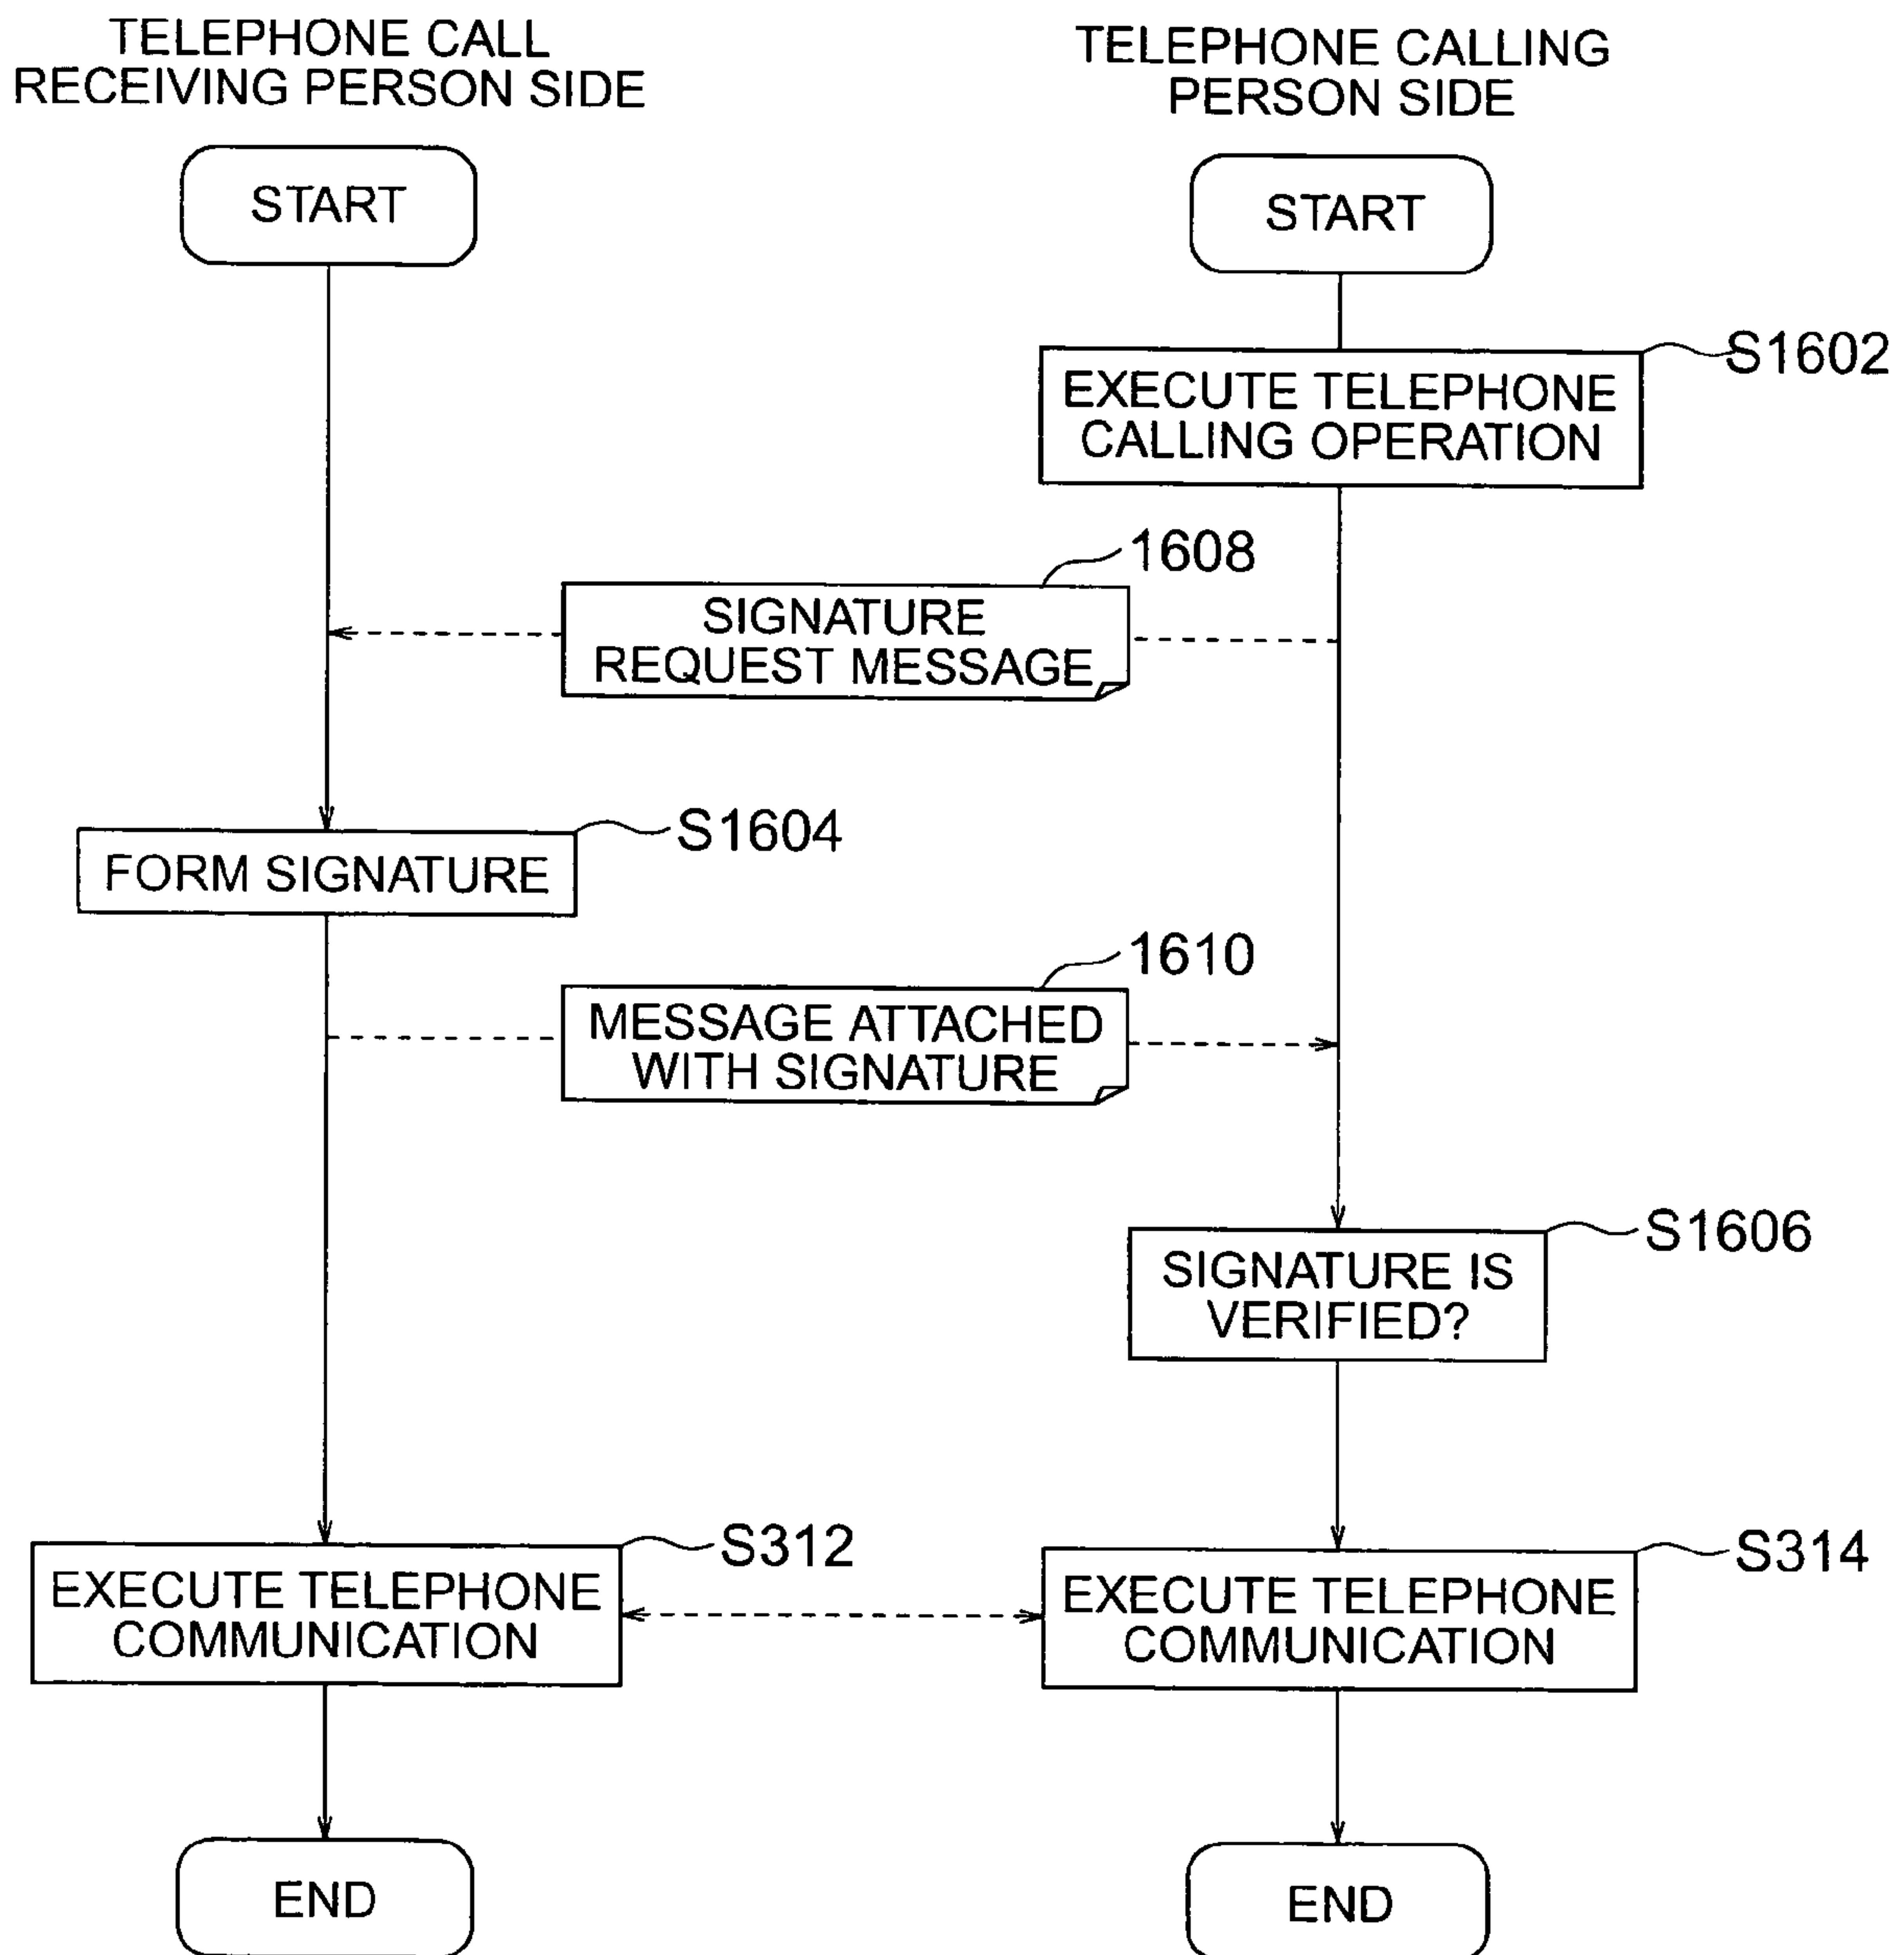 TELEPHONE CALL
RECEIVING PERSON SIDE
TELEPHONE CALLING
PERSON SIDE
START
START
S1602
EXECUTE TELEPHONE
CALLING OPERATION
1608
SIGNATURE
REQUEST MESSAGE
S1604
FORM SIGNATURE
1610
MESSAGE ATTACHED
WITH SIGNATURE
S1606
SIGNATURE IS
VERIFIED?
S312
EXECUTE TELEPHONE
COMMUNICATION
S314
EXECUTE TELEPHONE
COMMUNICATION
END
END